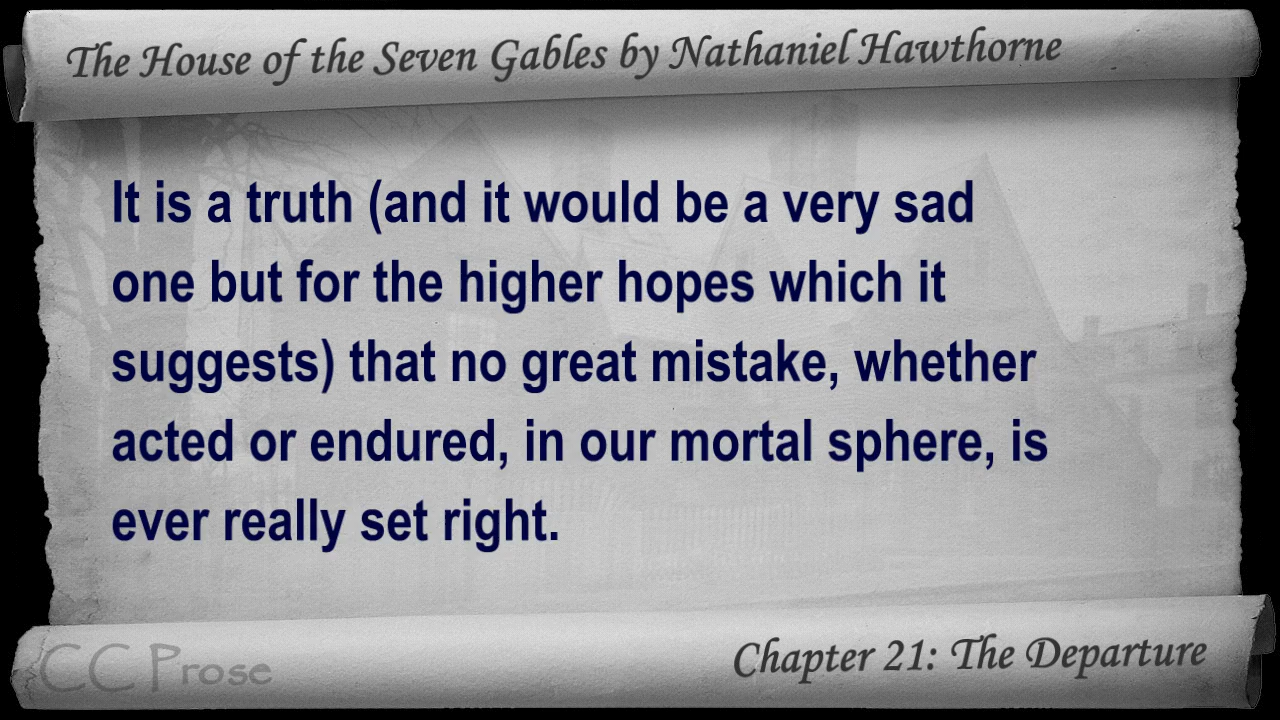 The House of the Seven Gables by Nathaniel Hawthorne
It is a truth (and it would be a very sad
one but for the higher hopes which it
suggests) that no great mistake, whether
acted or endured, in our mortal sphere, is
ever really set right.
CC Prose
Chapter 21: The Departure